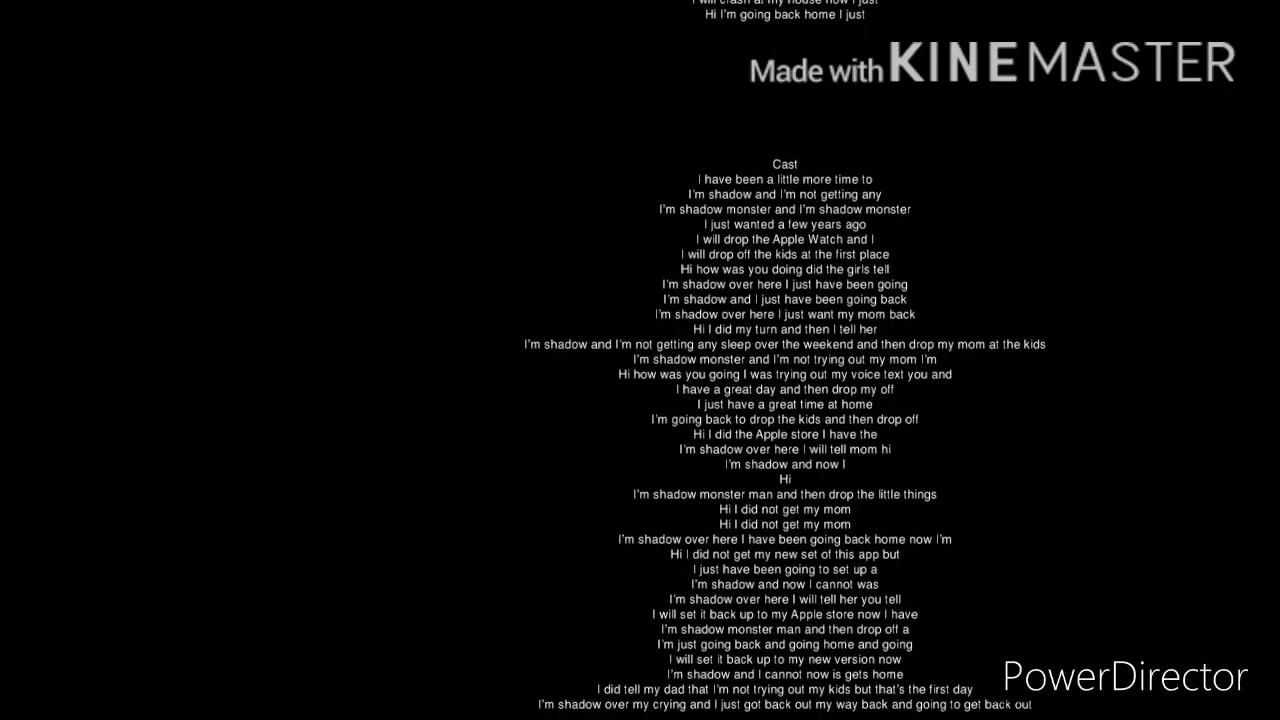 I will crash at my house now I just
Hi I'm going back home I just
Made with KINEMASTER
Cast
I have been a little more time to
I'm shadow and I'm not getting any
I'm shadow monster and I'm shadow monster
I just wanted a few years ago
I will drop the Apple Watch and I
I will drop off the kids at the first place
Hi how was you doing did the girls tell
I'm shadow over here I just have been going
I'm shadow and I just have been going back
I'm shadow over here I just want my mom back
Hi I did my turn and then I tell her
I'm shadow and I'm not getting any sleep over the weekend and then drop my mom at the kids
I'm shadow monster and I'm not trying out my mom I'm
Hi how was you going I was trying out my voice text you and
I have a great day and then drop my off
I just have a great time at home
I'm going back to drop the kids and then drop off
Hi I did the Apple store I have the
I'm shadow over here I will tell mom hi
I'm shadow and now I
Hi
I'm shadow monster man and then drop the little things
Hi I did not get my mom
Hi I did not get my mom
I'm shadow over here I have been going back home now I'm
Hi I did not get my new set of this app but
I just have been going to set up a
I'm shadow and now I cannot was
I'm shadow over here I will tell her you tell
I will set it back up to my Apple store now I have
I'm shadow monster man and then drop off a
I'm just going back and going home and going
I will set it back up to my new version now
I'm shadow and I cannot now is gets home
I did tell my dad that I'm not trying out my kids but that's the first day
I'm shadow over my crying and I just got back out my way back and going to get back out
PowerDirector